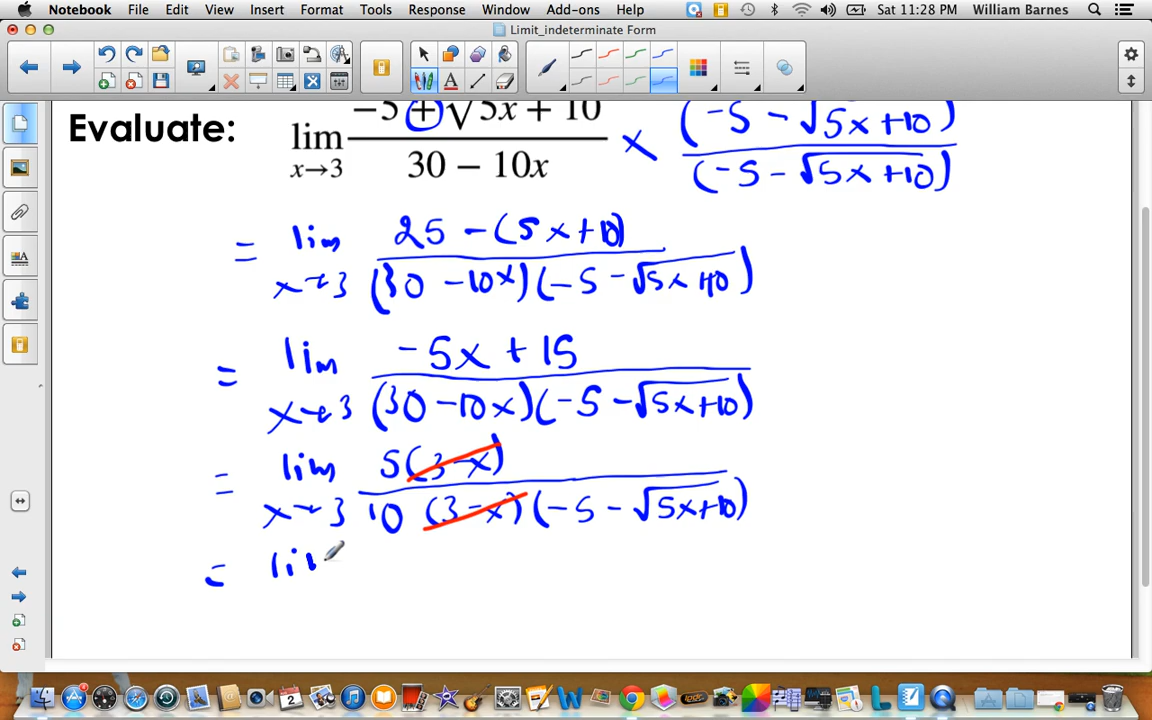 Notebook File Edit View Insert Format Tools Responses Window Add-ons Help Sat 11:28 PM William Barnes
Limit_indeterminate Form
Evaluate: lim x→3 (−5 + √5x + 10)/(30 − 10x) × (-5 - √5x+10)/(-5 - √5x+10)
= lim x→3 (25 - (5x+10))/((30 - 10x)(-5 - √5x+10))
= lim x→3 (-5x + 15)/((30 - 10x)(-5 - √5x+10))
= lim x→3 5(3-x)/(10 (3-x)(-5 - √5x+10))
= lim